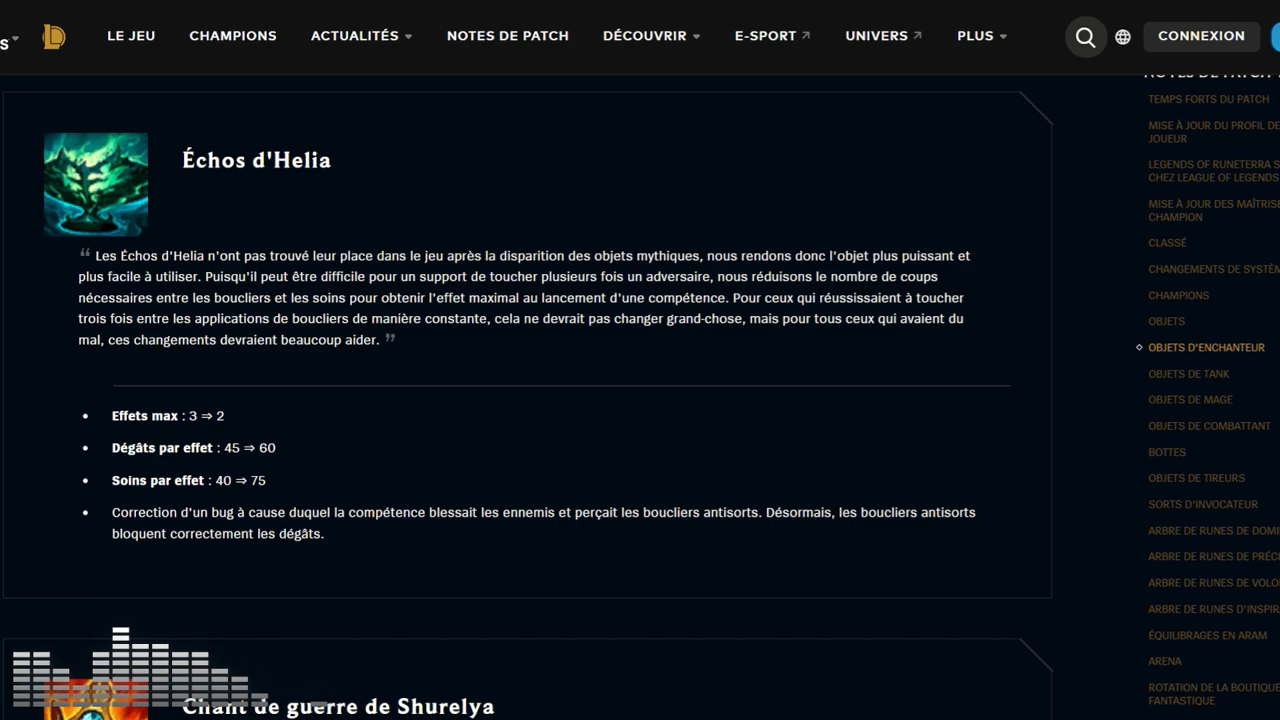 S
LE JEU CHAMPIONS ACTUALITÉS NOTES DE PATCH DÉCOUVRIR E-SPORT UNIVERS PLUS CONNEXION
Échos d'Helia
“ Les Échos d'Helia n'ont pas trouvé leur place dans le jeu après la disparition des objets mythiques, nous rendons donc l'objet plus puissant et
plus facile à utiliser. Puisqu'il peut être difficile pour un support de toucher plusieurs fois un adversaire, nous réduisons le nombre de coups
nécessaires entre les boucliers et les soins pour obtenir l'effet maximal au lancement d'une compétence. Pour ceux qui réussissaient à toucher
trois fois entre les applications de boucliers de manière constante, cela ne devrait pas changer grand-chose, mais pour tous ceux qui avaient du
mal, ces changements devraient beaucoup aider. ”
• Effets max : 3 ⇒ 2
• Dégâts par effet : 45 ⇒ 60
• Soins par effet : 40 ⇒ 75
• Correction d'un bug à cause duquel la compétence blessait les ennemis et perçait les boucliers antisorts. Désormais, les boucliers antisorts
bloquent correctement les dégâts.
Chant de guerre de Shurelya
NOTES DE PATCH
TEMPS FORTS DU PATCH
MISE À JOUR DU PROFIL DE
JOUEUR
LEGENDS OF RUNETERRA S
CHEZ LEAGUE OF LEGENDS
MISE À JOUR DES MAÎTRISE
CHAMPION
CLASSÉ
CHANGEMENTS DE SYSTÈM
CHAMPIONS
OBJETS
OBJETS D'ENCHANTEUR
OBJETS DE TANK
OBJETS DE MAGE
OBJETS DE COMBATTANT
BOTTES
OBJETS DE TIREURS
SORTS D'INVOCATEUR
ARBRE DE RUNES DE DOMI
ARBRE DE RUNES DE PRÉC
ARBRE DE RUNES DE VOLO
ARBRE DE RUNES D'INSPIR
ÉQUILIBRAGES EN ARAM
ARENA
ROTATION DE LA BOUTIQUE
FANTASTIQUE